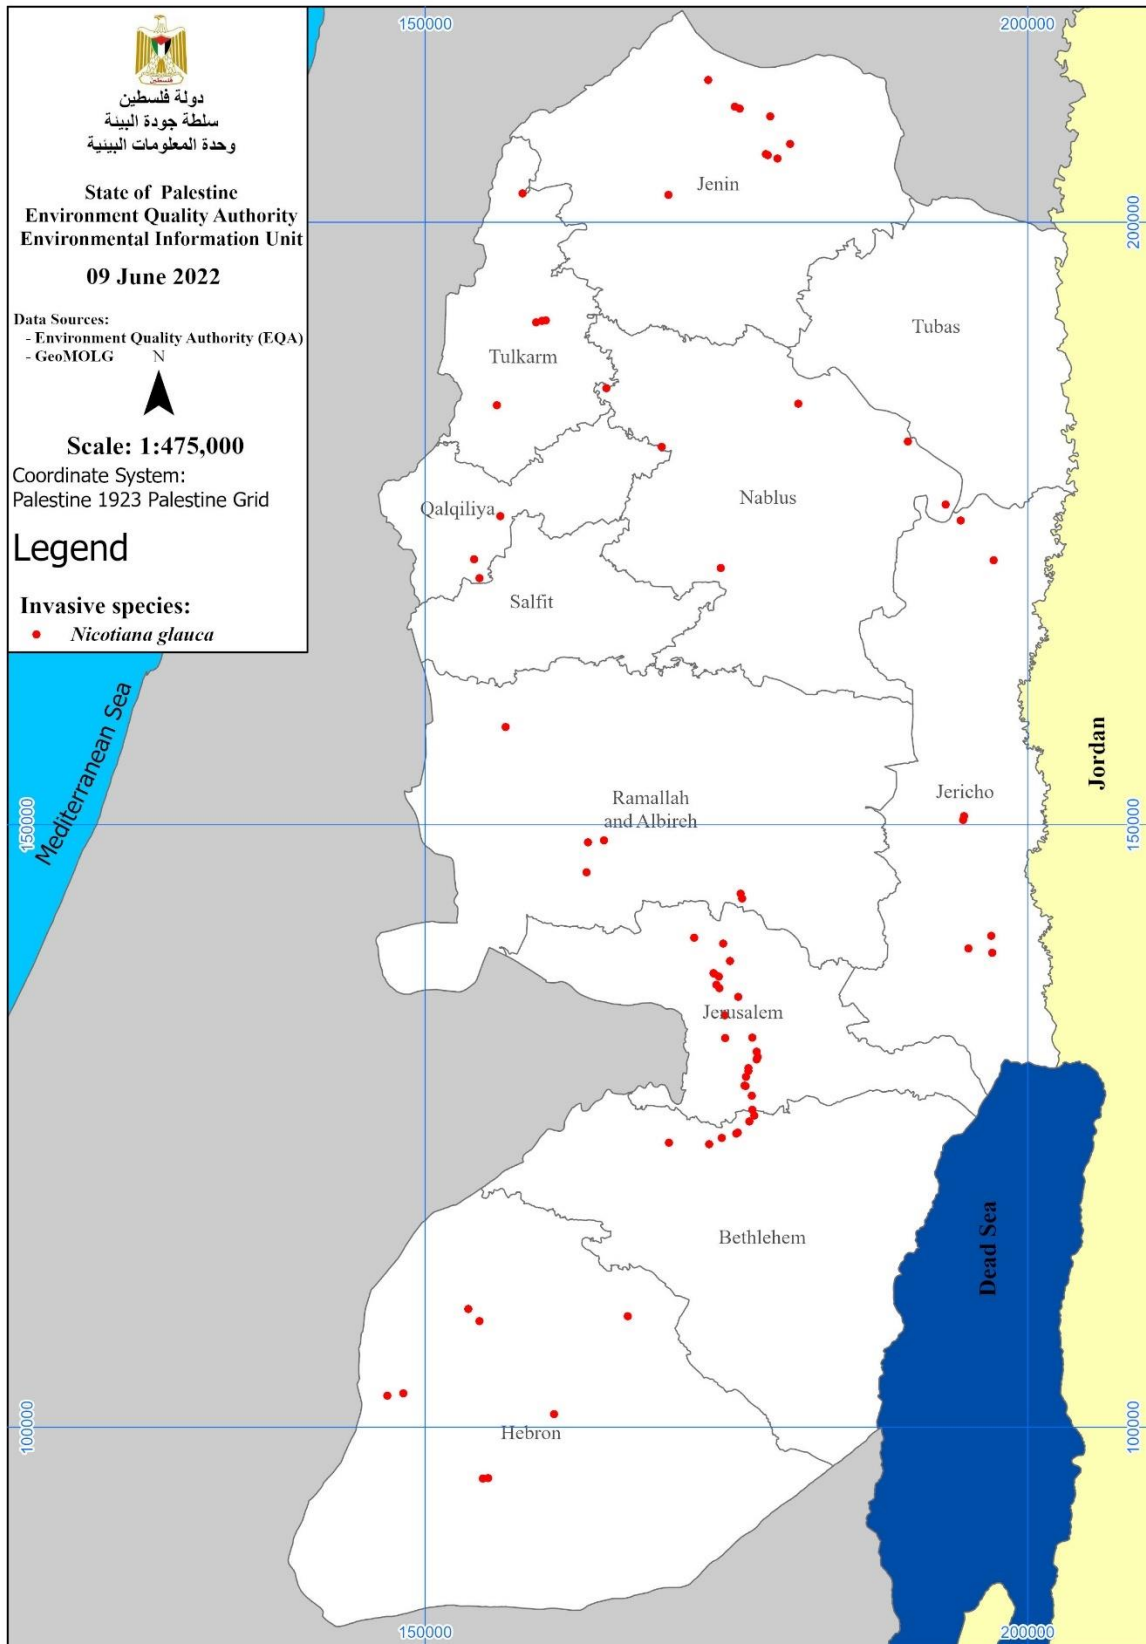 فلسطين
دولة فلسطين
سلطة جودة البيئة
وحدة المعلومات البيئية
State of Palestine
Environment Quality Authority
Environmental Information Unit
09 June 2022
Data Sources:
- Environment Quality Authority (EQA)
- GeoMOLG
N
Scale: 1:475,000
Coordinate System:
Palestine 1923 Palestine Grid
Legend
Invasive species:
Nicotiana glauca
150000
200000
200000
200000
Jenin
Tubas
Tulkarm
Nablus
Qalqiliya
Salfit
Mediterranean Sea
Jordan
Jericho
Ramallah
and Albireh
150000
150000
Jerusalem
Bethlehem
Dead Sea
Hebron
100000
100000
150000
200000